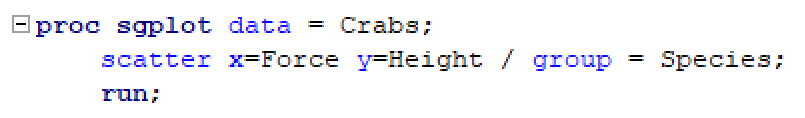 proc sgplot data = Crabs;
scatter x=Force y=Height / group = Species;
run;